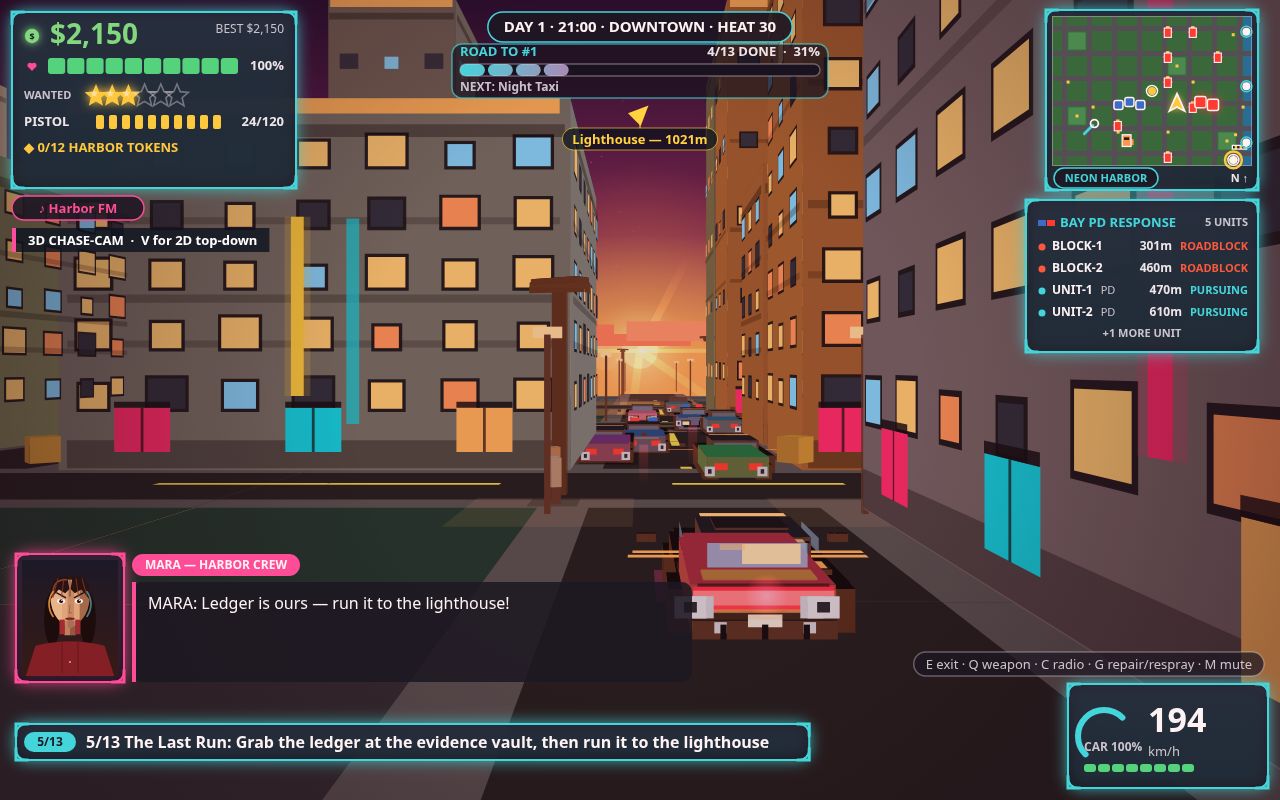 $ $2,150 BEST $2,150
100%
WANTED
PISTOL 24/120
◆ 0/12 HARBOR TOKENS
♪ Harbor FM
3D CHASE-CAM · V for 2D top-down
DAY 1 · 21:00 · DOWNTOWN · HEAT 30
ROAD TO #1 4/13 DONE · 31%
NEXT: Night Taxi
Lighthouse — 1021m
NEON HARBOR N ↑
BAY PD RESPONSE 5 UNITS
BLOCK-1 301m ROADBLOCK
BLOCK-2 460m ROADBLOCK
UNIT-1 PD 470m PURSUING
UNIT-2 PD 610m PURSUING
+1 MORE UNIT
MARA — HARBOR CREW
MARA: Ledger is ours — run it to the lighthouse!
E exit · Q weapon · C radio · G repair/respray · M mute
5/13 5/13 The Last Run: Grab the ledger at the evidence vault, then run it to the lighthouse
194
CAR 100% km/h